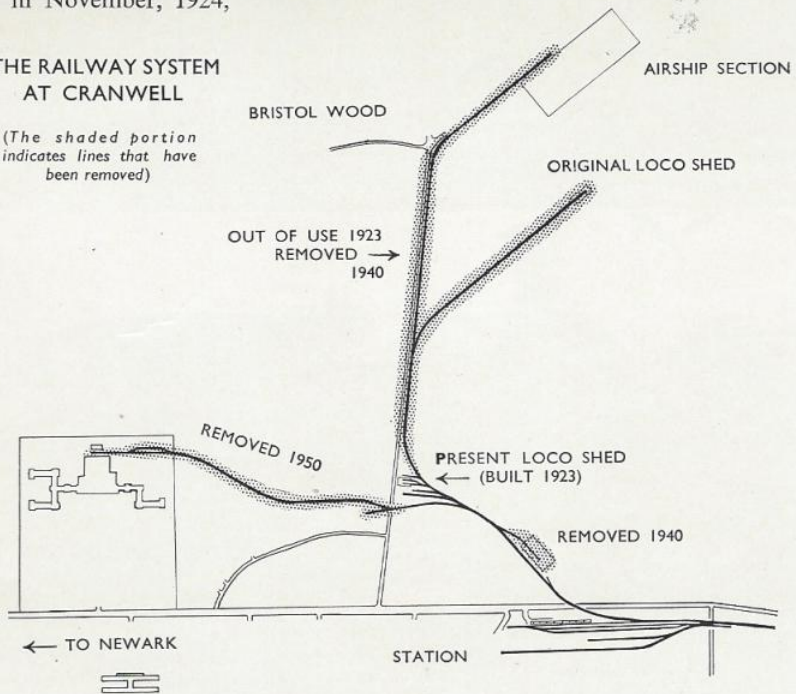 in November, 1924,
THE RAILWAY SYSTEM
AT CRANWELL
(The shaded portion
indicates lines that have
been removed)
AIRSHIP SECTION
BRISTOL WOOD
ORIGINAL LOCO SHED
OUT OF USE 1923
REMOVED →
1940
REMOVED 1950
PRESENT LOCO SHED
← (BUILT 1923)
REMOVED 1940
← TO NEWARK
STATION